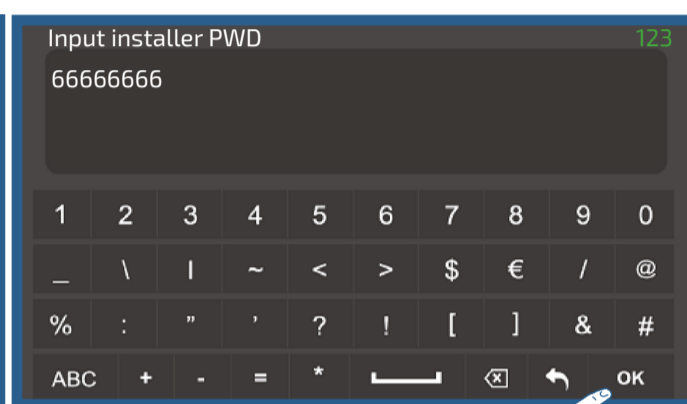 Input installer PWD 123
66666666
1 2 3 4 5 6 7 8 9 0
_ \ | ~ < > $ € / @
% : " ' ? ! [ ] & #
ABC + - = * OK